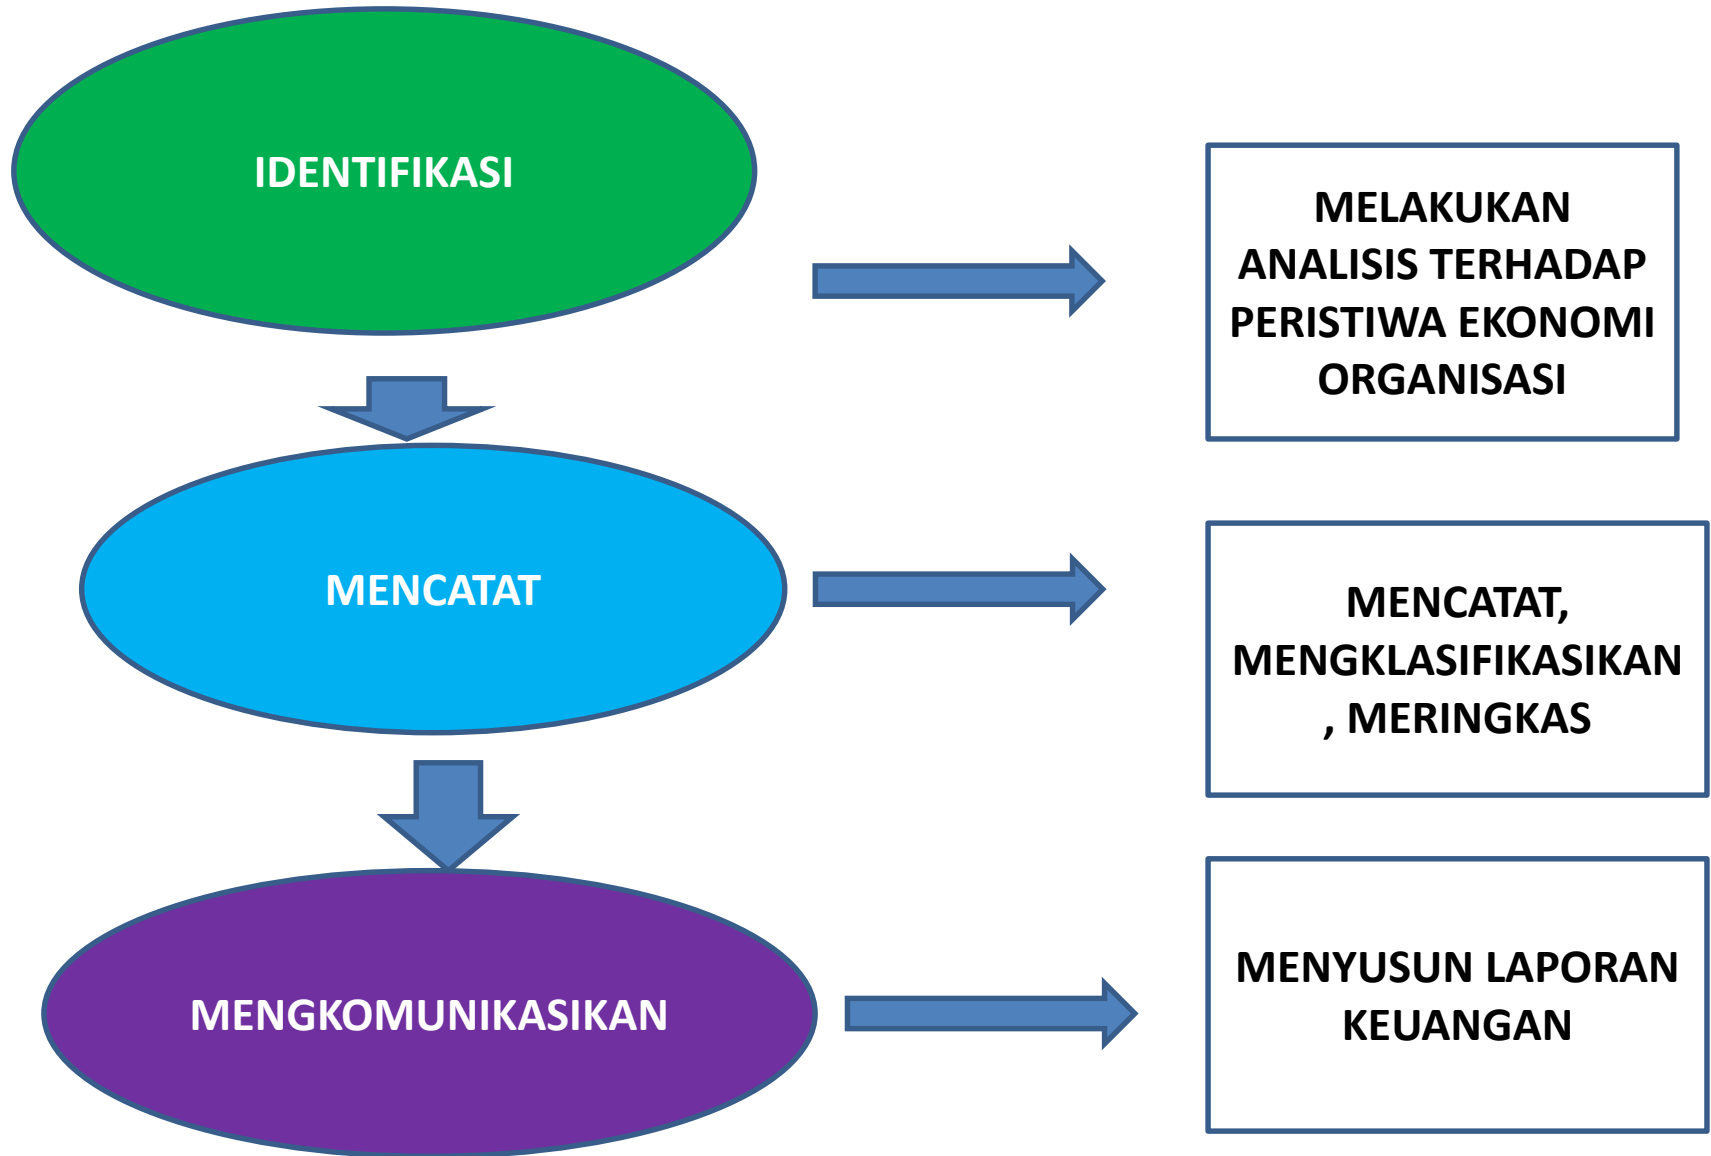 IDENTIFIKASI
MELAKUKAN
ANALISIS TERHADAP
PERISTIWA EKONOMI
ORGANISASI
MENCATAT
MENCATAT,
MENGKLASIFIKASIKAN
, MERINGKAS
MENGKOMUNIKASIKAN
MENYUSUN LAPORAN
KEUANGAN